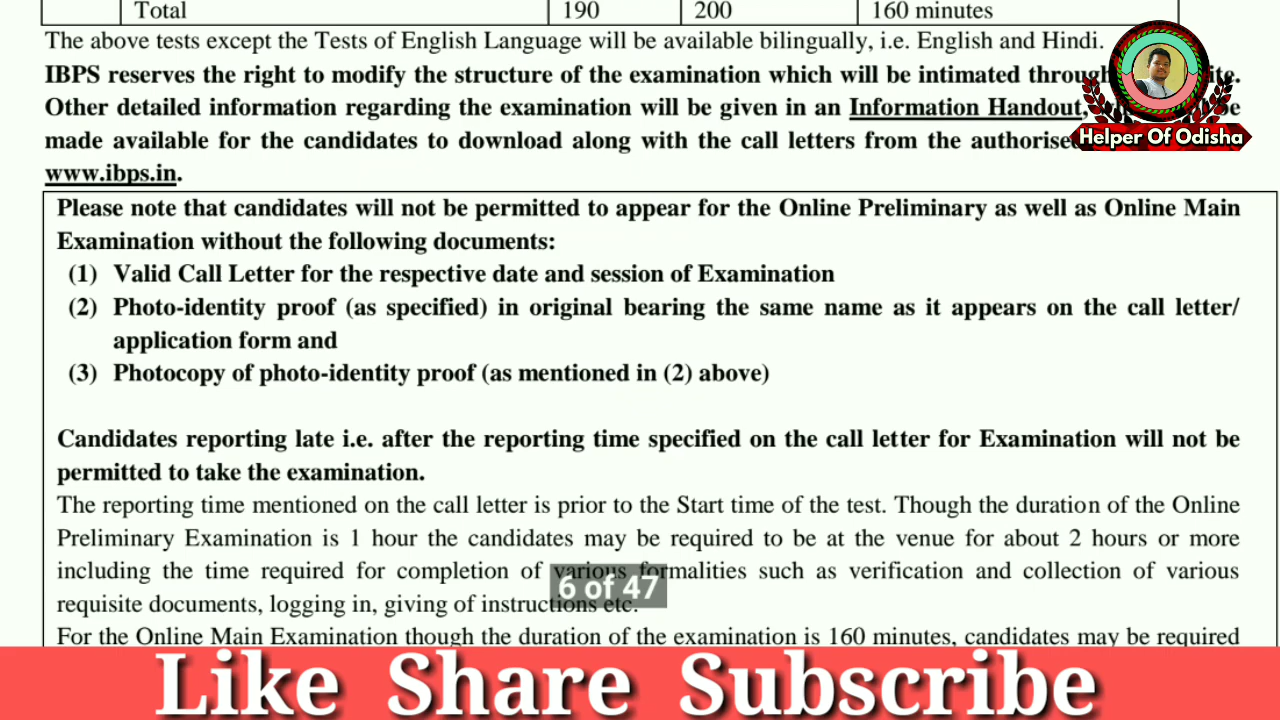 Total 190 200 160 minutes
The above tests except the Tests of English Language will be available bilingually, i.e. English and Hindi.
IBPS reserves the right to modify the structure of the examination which will be intimated through
Other detailed information regarding the examination will be given in an Information Handout,
made available for the candidates to download along with the call letters from the authorised
www.ibps.in.
Helper Of Odisha
Please note that candidates will not be permitted to appear for the Online Preliminary as well as Online Main
Examination without the following documents:
(1) Valid Call Letter for the respective date and session of Examination
(2) Photo-identity proof (as specified) in original bearing the same name as it appears on the call letter/
application form and
(3) Photocopy of photo-identity proof (as mentioned in (2) above)
Candidates reporting late i.e. after the reporting time specified on the call letter for Examination will not be
permitted to take the examination.
The reporting time mentioned on the call letter is prior to the Start time of the test. Though the duration of the Online
Preliminary Examination is 1 hour the candidates may be required to be at the venue for about 2 hours or more
including the time required for completion of various formalities such as verification and collection of various
requisite documents, logging in, giving of instructions etc.
6 of 47
For the Online Main Examination though the duration of the examination is 160 minutes, candidates may be required
Like Share Subscribe